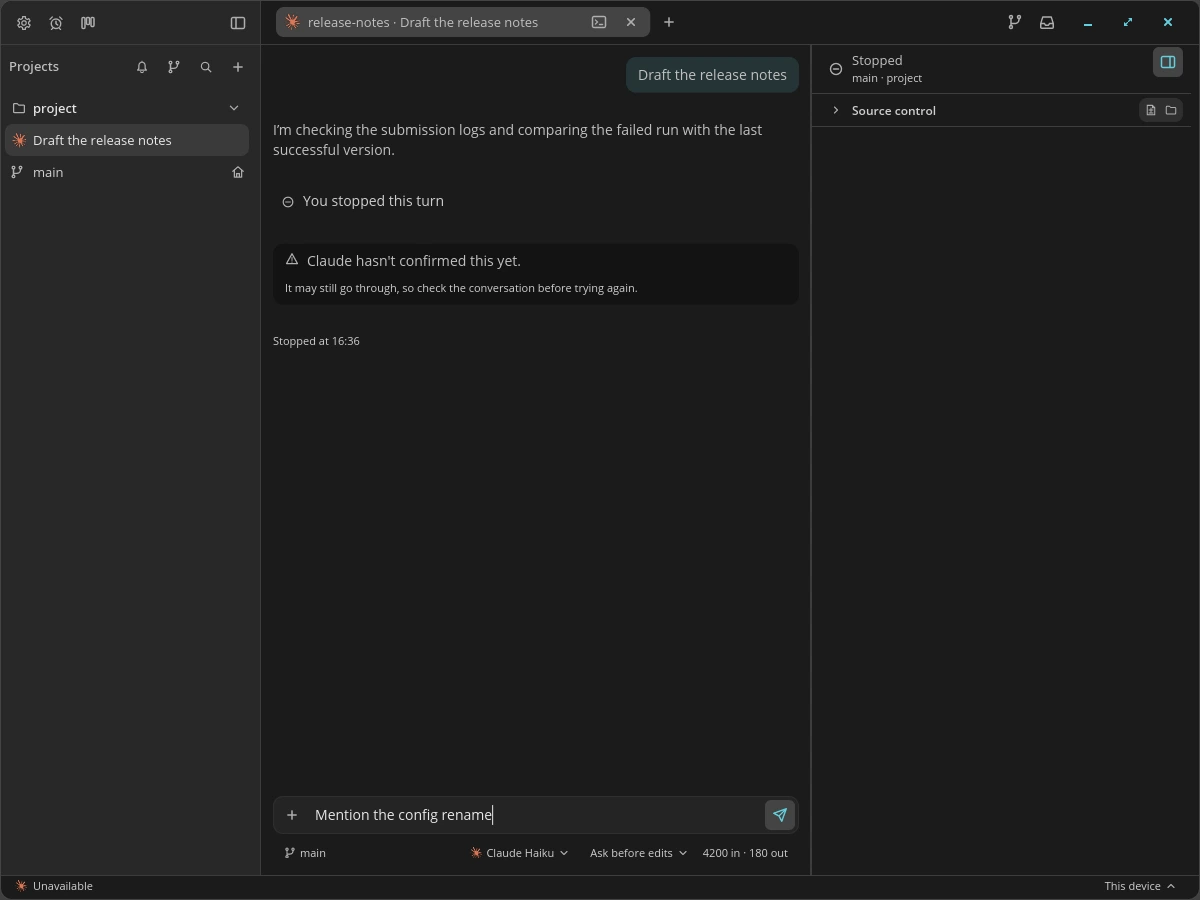 release-notes · Draft the release notes
Projects
project
Draft the release notes
main
Draft the release notes
I'm checking the submission logs and comparing the failed run with the last
successful version.
You stopped this turn
Claude hasn't confirmed this yet.
It may still go through, so check the conversation before trying again.
Stopped at 16:36
Mention the config rename
main
Claude Haiku
Ask before edits
4200 in · 180 out
Stopped
main · project
Source control
Unavailable
This device